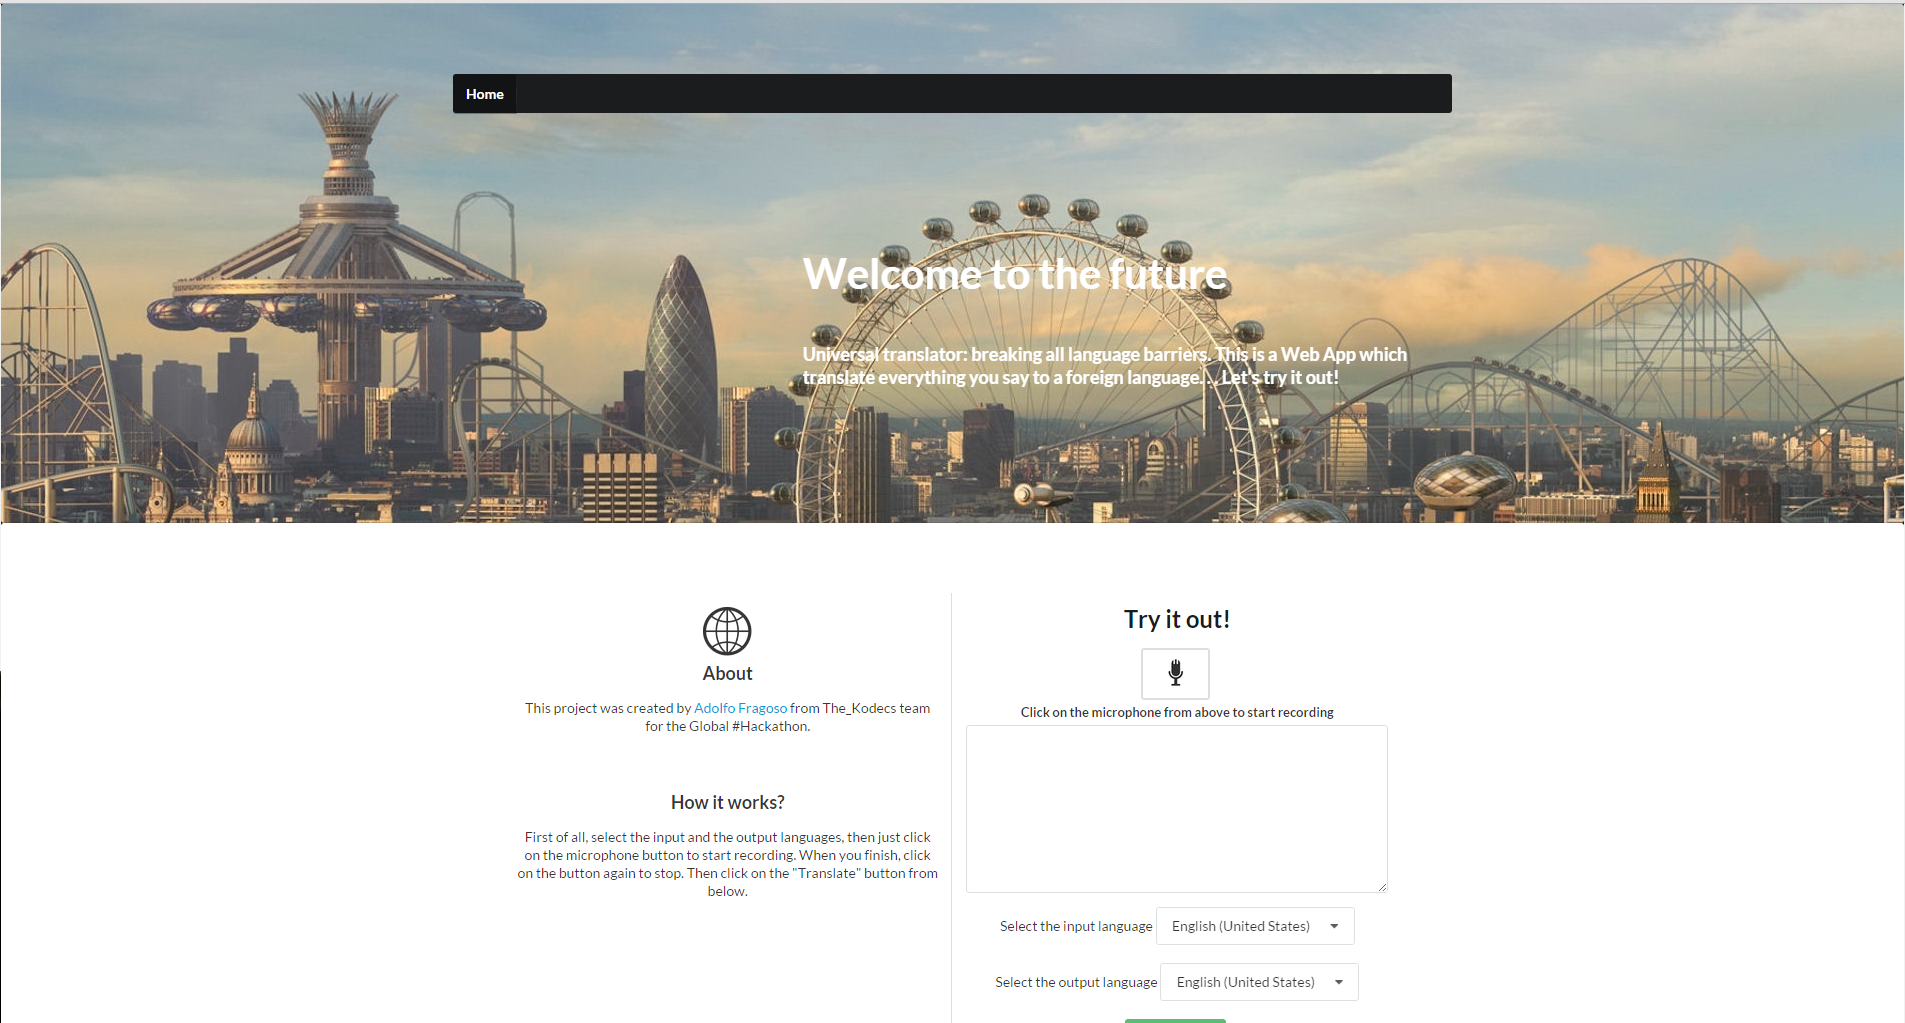 Home
Welcome to the future
Universal translator: breaking all language barriers. This is a Web App which
translate everything you say to a foreign language. . . Let's try it out!
About
This project was created by Adolfo Fragoso from The_Kodecs team
for the Global #Hackathon.
How it works?
First of all, select the input and the output languages, then just click
on the microphone button to start recording. When you finish, click
on the button again to stop. Then click on the "Translate" button from
below.
Try it out!
Click on the microphone from above to start recording
Select the input language English (United States)
Select the output language English (United States)